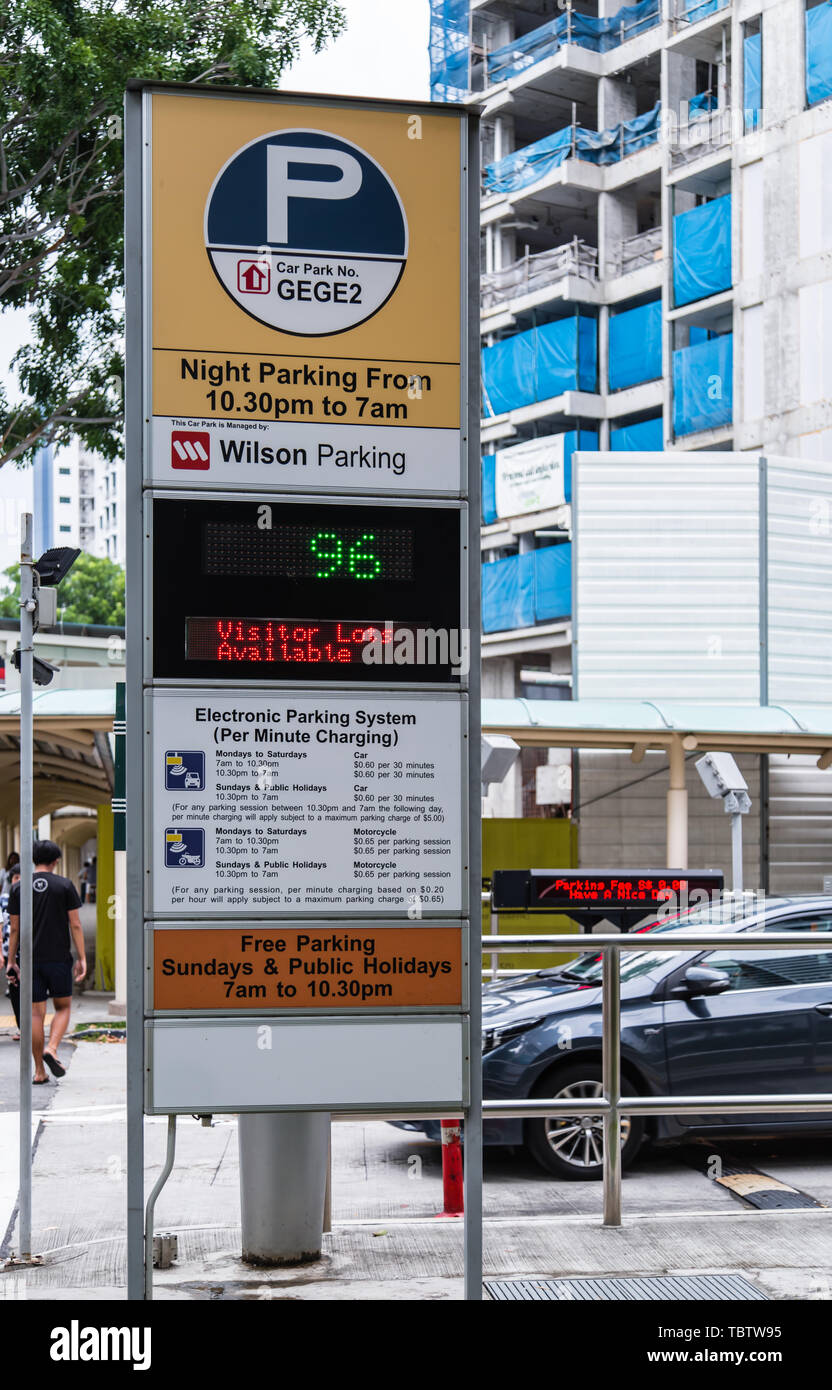 P
Car Park No.
GEGE2
Night Parking From
10.30pm to 7am
This Car Park is Managed by:
Wilson Parking
96
Visitor Lots
Available
Electronic Parking System
(Per Minute Charging)
Mondays to Saturdays Car
7am to 10.30pm $0.60 per 30 minutes
10.30pm to 7am $0.60 per 30 minutes
Sundays & Public Holidays Car
10.30pm to 7am $0.60 per 30 minutes
(For any parking session between 10.30pm and 7am the following day,
per minute charging will apply subject to a maximum parking charge of $5.00)
Mondays to Saturdays Motorcycle
7am to 10.30pm $0.65 per parking session
10.30pm to 7am $0.65 per parking session
Sundays & Public Holidays Motorcycle
10.30pm to 7am $0.65 per parking session
(For any parking session, per minute charging based on $0.20
per hour will apply subject to a maximum parking charge of $0.65)
Free Parking
Sundays & Public Holidays
7am to 10.30pm
Parking Fee S$ 0.00
Have A Nice Day
alamy
Image ID: TBTW95
www.alamy.com